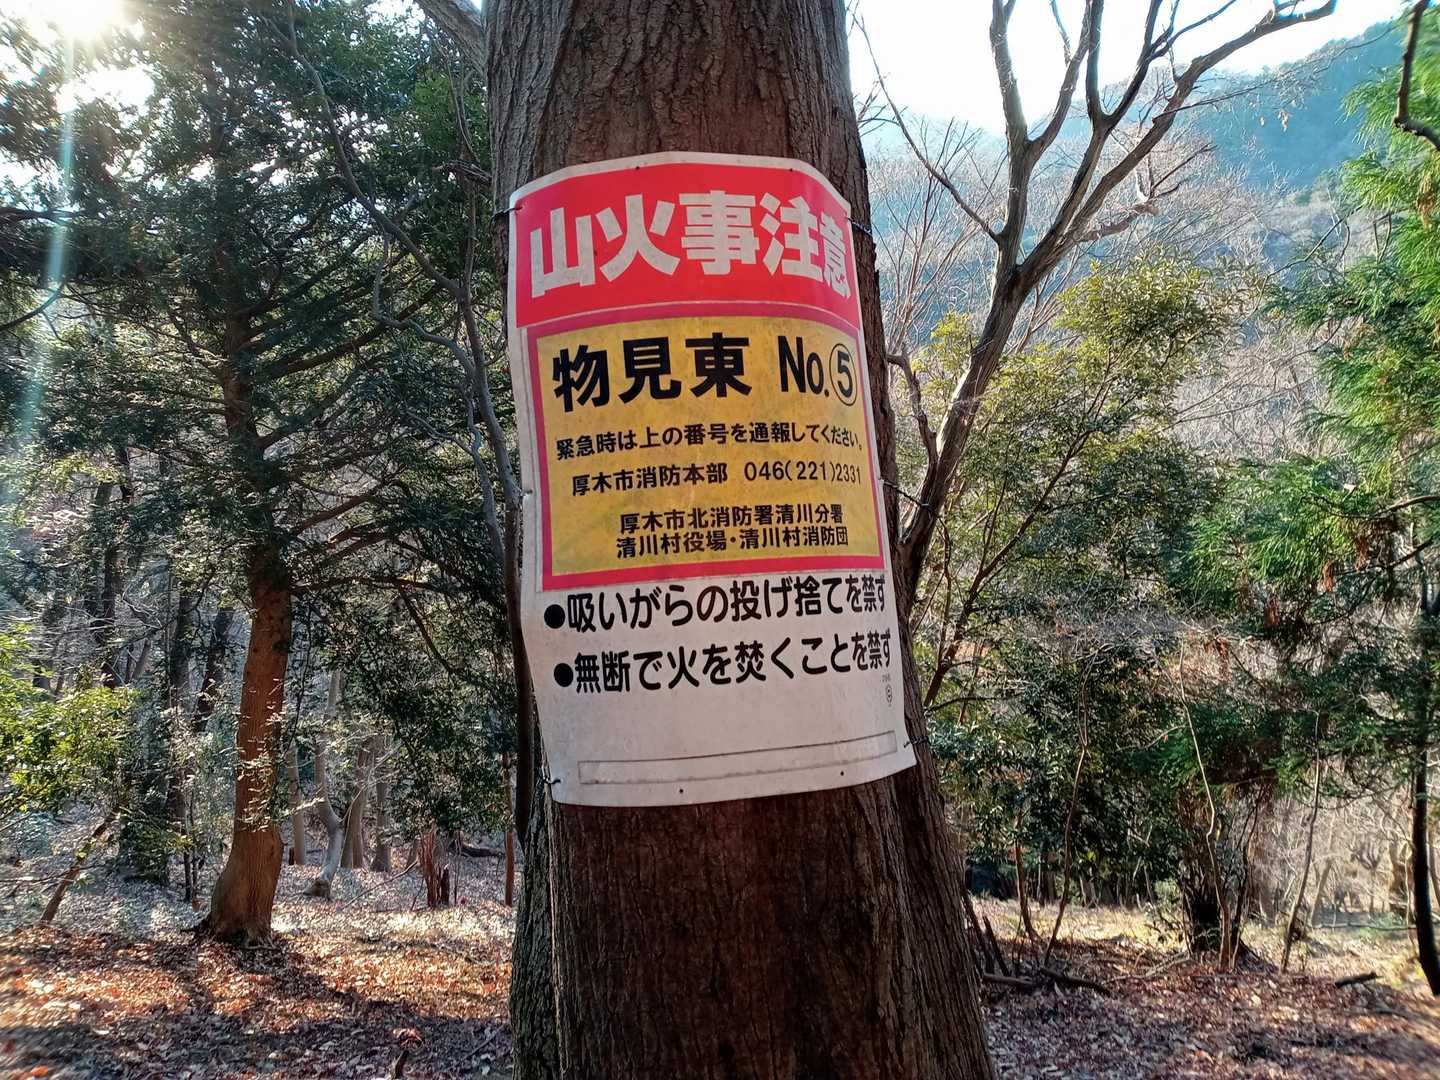 山火事注意
物見東 No.⑤
緊急時は上の番号を通報してください。
厚木市消防本部 046(221)2331
厚木市北消防署清川分署
清川村役場・清川村消防団
●吸いがらの投げ捨てを禁ず
●無断で火を焚くことを禁ず